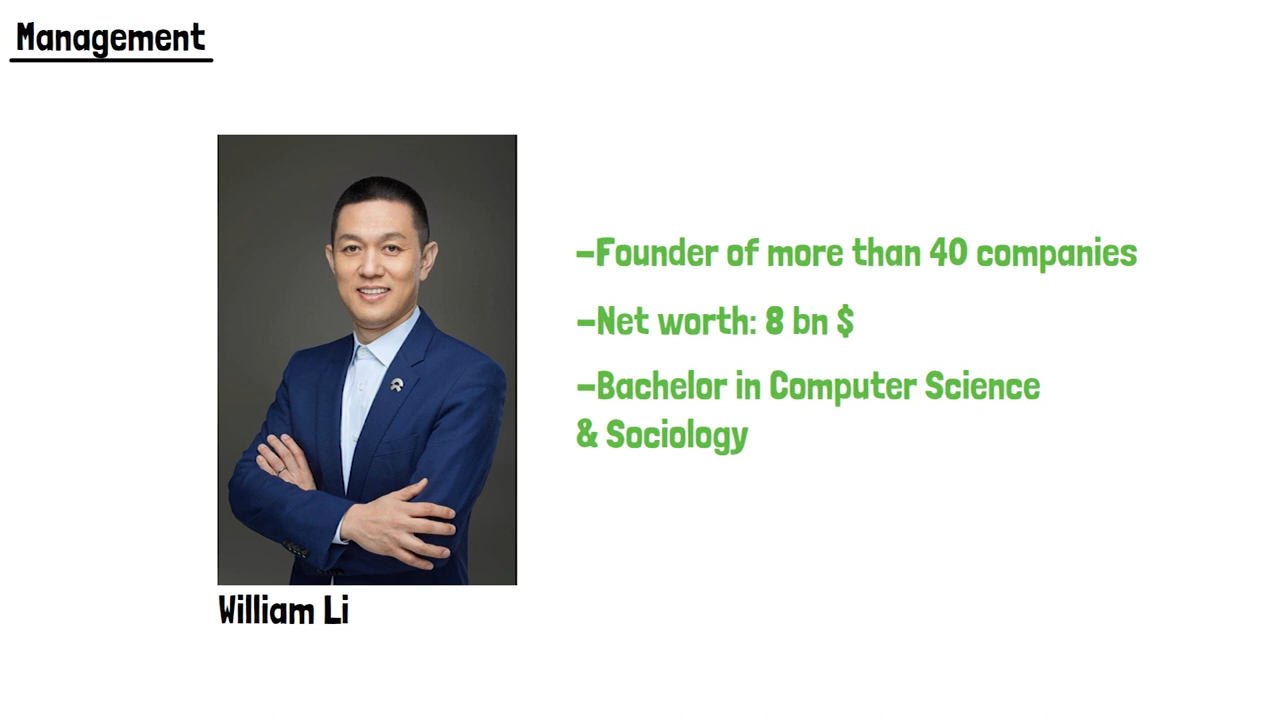 Management
–Founder of more than 40 companies
–Net worth: 8 bn $
–Bachelor in Computer Science
& Sociology
William Li